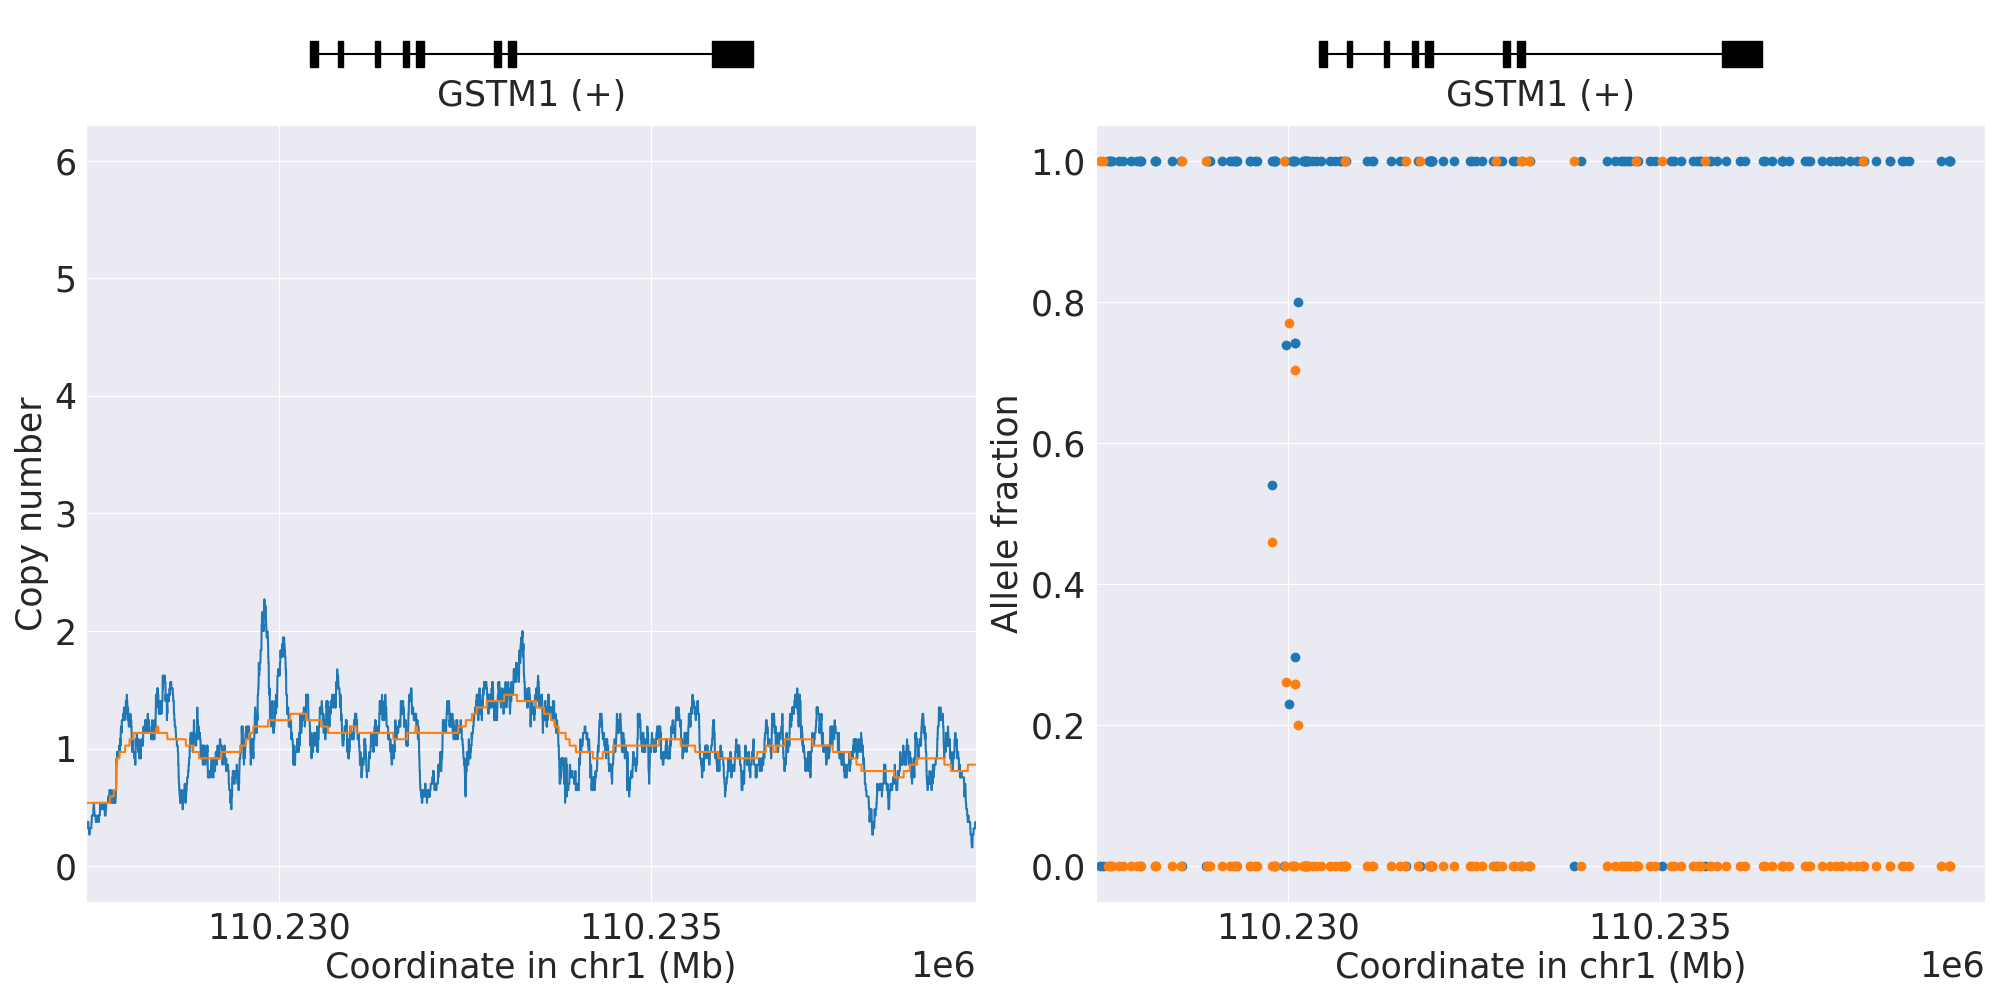 GSTM1 (+)
6
5
4
3
2
1
0
Copy number
110.230
110.235
Coordinate in chr1 (Mb)
1e6
GSTM1 (+)
1.0
0.8
0.6
0.4
0.2
0.0
Allele fraction
110.230
110.235
Coordinate in chr1 (Mb)
1e6